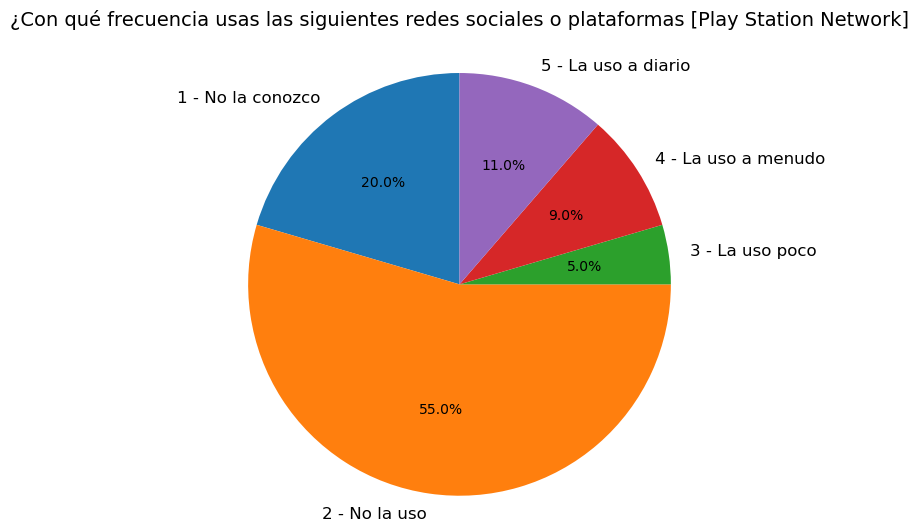 ¿Con qué frecuencia usas las siguientes redes sociales o plataformas [Play Station Network]
5 - La uso a diario
1 - No la conozco
4 - La uso a menudo
11.0%
20.0%
9.0%
3 - La uso poco
5.0%
55.0%
2 - No la uso